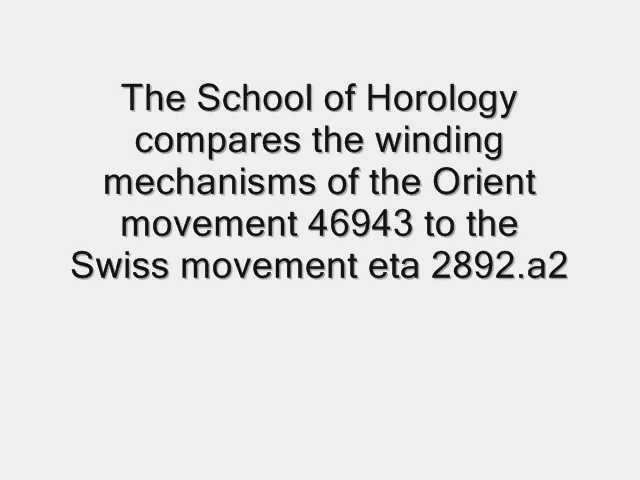 The School of Horology
compares the winding
mechanisms of the Orient
movement 46943 to the
Swiss movement eta 2892.a2